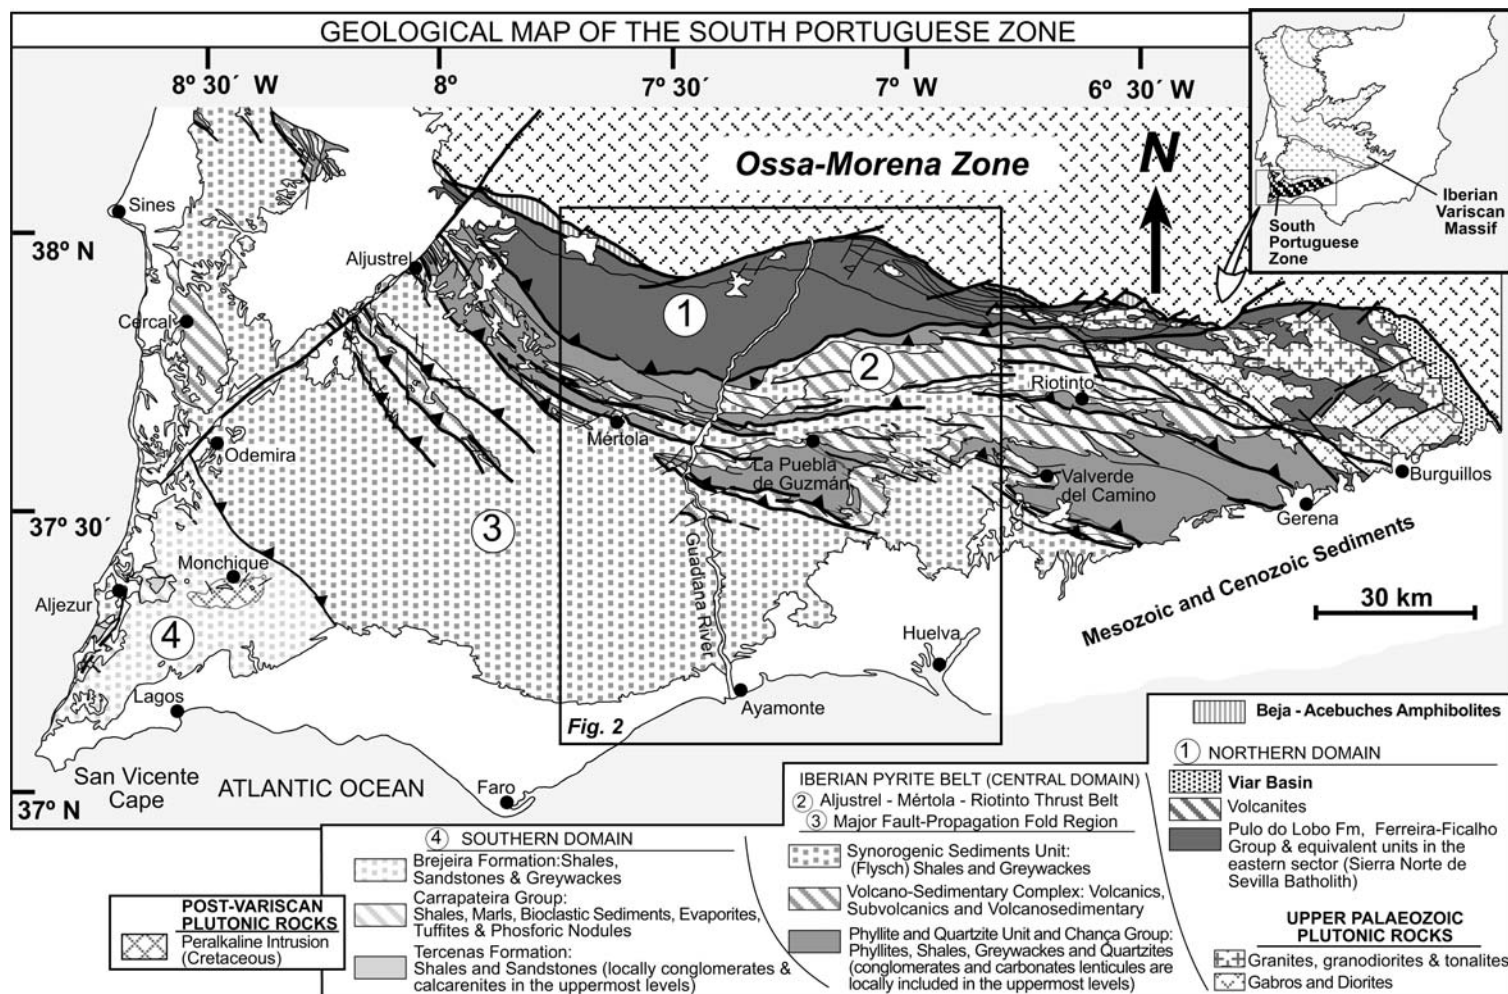 GEOLOGICAL MAP OF THE SOUTH PORTUGUESE ZONE
8º 30´ W
8º
7º 30´
7º W
6º 30´ W
38º N
37º 30´
37º N
Ossa-Morena Zone
N
Iberian
Variscan
Massif
South
Portuguese
Zone
Sines
Aljustrel
Cercal
1
2
Riotinto
Mértola
Odemira
La Puebla
de Guzmán
Valverde
del Camino
Burguillos
Gerena
3
Monchique
Aljezur
4
Guadiana River
Mesozoic and Cenozoic Sediments
30 km
Huelva
Lagos
Ayamonte
Fig. 2
San Vicente
Cape
ATLANTIC OCEAN
Faro
POST-VARISCAN
PLUTONIC ROCKS
Peralkaline Intrusion
(Cretaceous)
4 SOUTHERN DOMAIN
Brejeira Formation:Shales,
Sandstones & Greywackes
Carrapateira Group:
Shales, Marls, Bioclastic Sediments, Evaporites,
Tuffites & Phosforic Nodules
Tercenas Formation:
Shales and Sandstones (locally conglomerates &
calcarenites in the uppermost levels)
IBERIAN PYRITE BELT (CENTRAL DOMAIN)
2 Aljustrel - Mértola - Riotinto Thrust Belt
3 Major Fault-Propagation Fold Region
Synorogenic Sediments Unit:
(Flysch) Shales and Greywackes
Volcano-Sedimentary Complex: Volcanics,
Subvolcanics and Volcanosedimentary
Phyllite and Quartzite Unit and Chança Group:
Phyllites, Shales, Greywackes and Quartzites
(conglomerates and carbonates lenticules are
locally included in the uppermost levels)
Beja - Acebuches Amphibolites
1 NORTHERN DOMAIN
Viar Basin
Volcanites
Pulo do Lobo Fm, Ferreira-Ficalho
Group & equivalent units in the
eastern sector (Sierra Norte de
Sevilla Batholith)
UPPER PALAEOZOIC
PLUTONIC ROCKS
Granites, granodiorites & tonalites
Gabros and Diorites